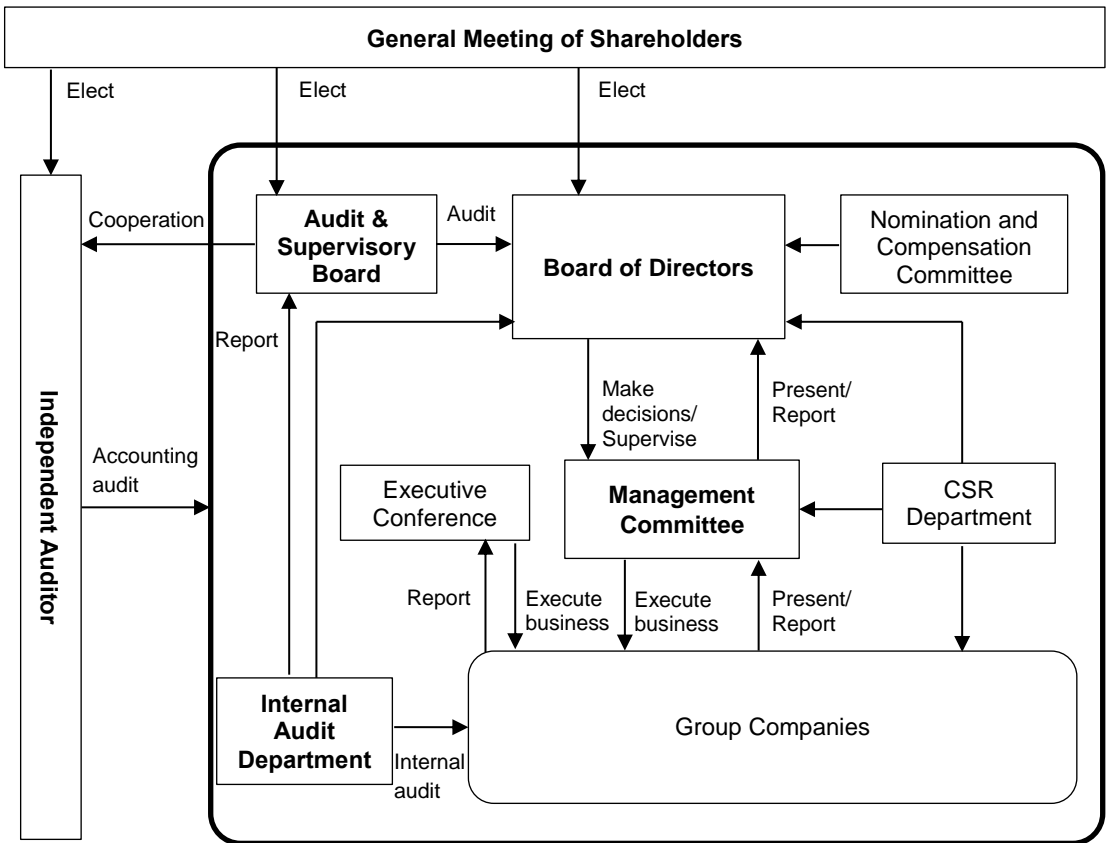 General Meeting of Shareholders
Elect
Elect
Elect
Cooperation
Audit &
Supervisory
Board
Audit
Board of Directors
Nomination and
Compensation
Committee
Report
Independent Auditor
Make
decisions/
Supervise
Present/
Report
Accounting
audit
Executive
Conference
Management
Committee
CSR
Department
Report
Execute
business
Execute
business
Present/
Report
Internal
Audit
Department
Internal
audit
Group Companies